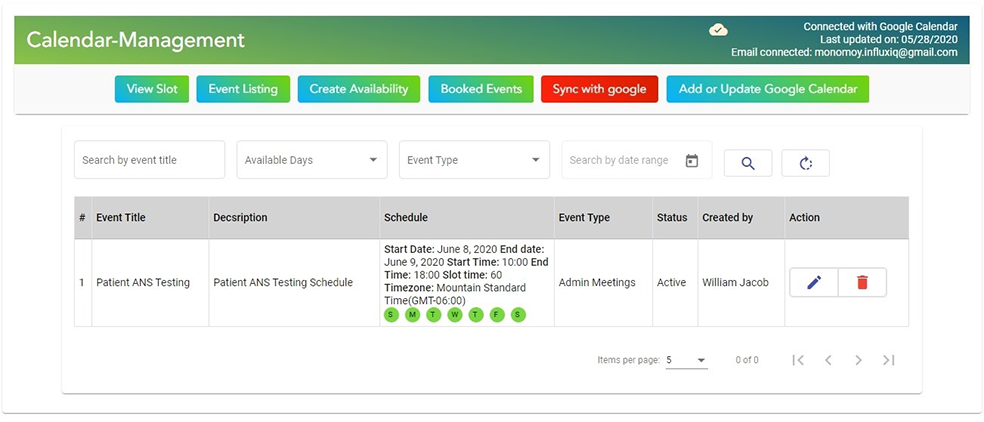 Calendar-Management
Connected with Google Calendar
Last updated on: 05/28/2020
Email connected: monomoy.influxiq@gmail.com
View Slot Event Listing Create Availability Booked Events Sync with google Add or Update Google Calendar
Search by event title Available Days Event Type Search by date range
# Event Title Decsription Schedule Event Type Status Created by Action
1 Patient ANS Testing Patient ANS Testing Schedule
Start Date: June 8, 2020 End date:
June 9, 2020 Start Time: 10:00 End
Time: 18:00 Slot time: 60
Timezone: Mountain Standard
Time(GMT-06:00)
S M T W T F S
Admin Meetings Active William Jacob
Items per page: 5 0 of 0